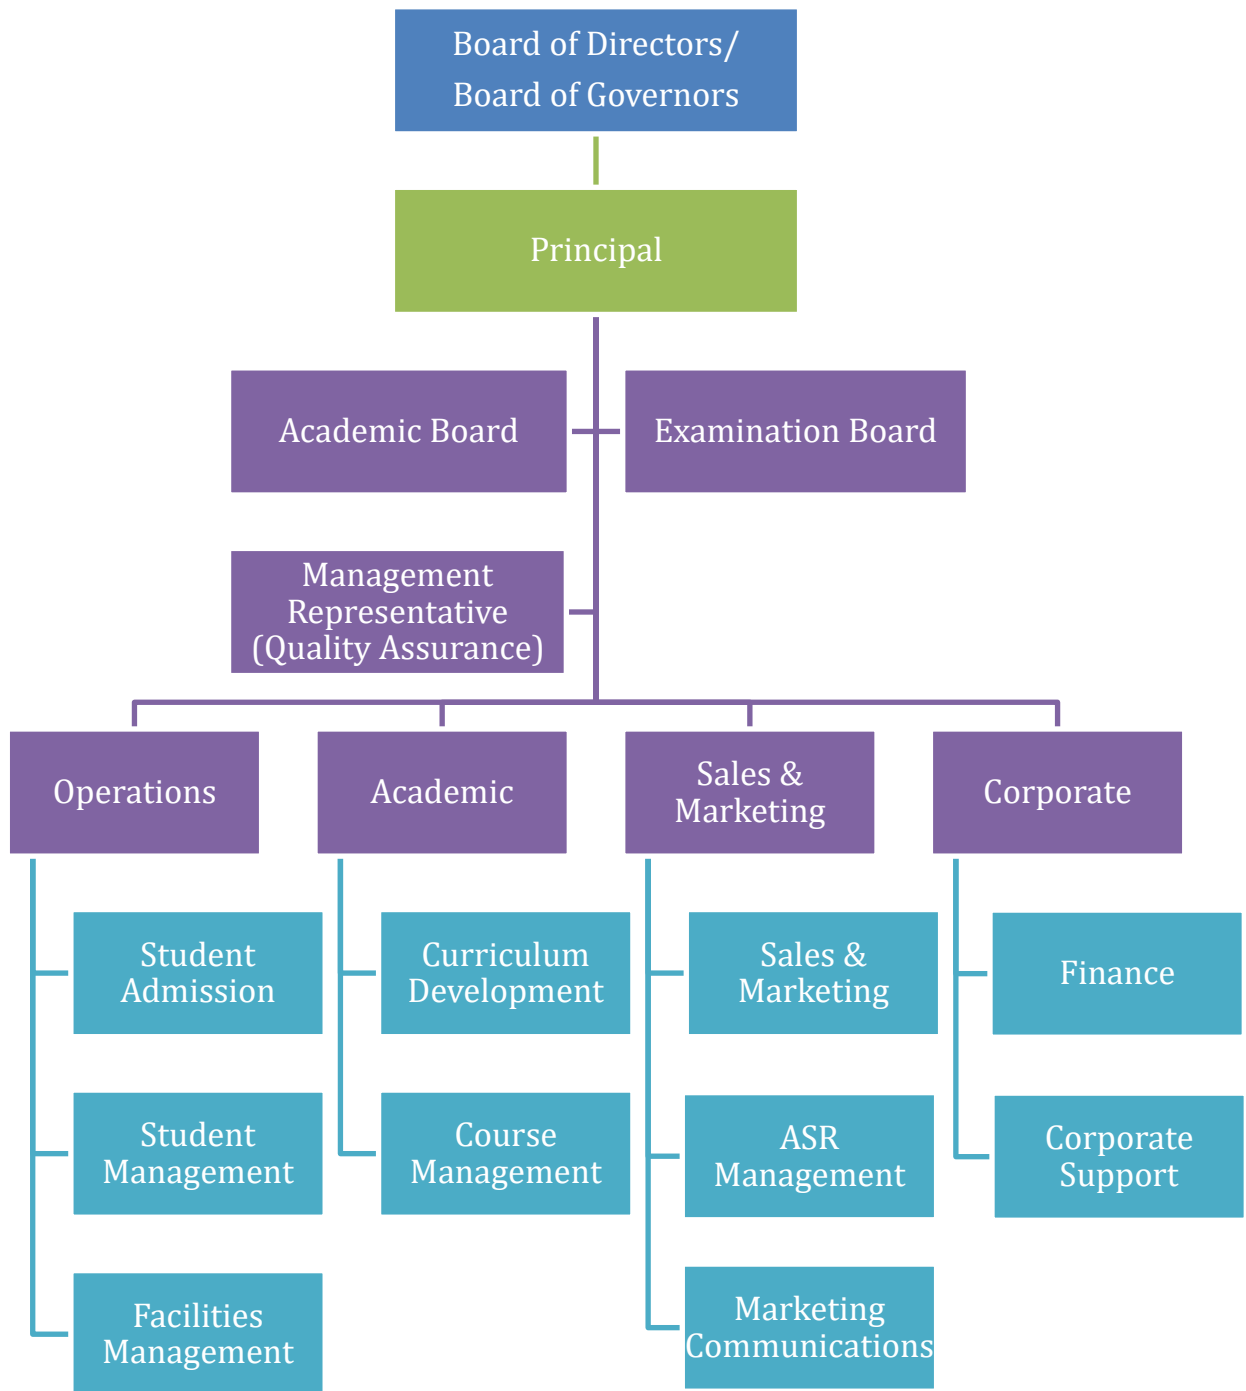 Board of Directors/
Board of Governors
Principal
Academic Board
Examination Board
Management
Representative
(Quality Assurance)
Operations
Academic
Sales &
Marketing
Corporate
Student
Admission
Curriculum
Development
Sales &
Marketing
Finance
Student
Management
Course
Management
ASR
Management
Corporate
Support
Facilities
Management
Marketing
Communications